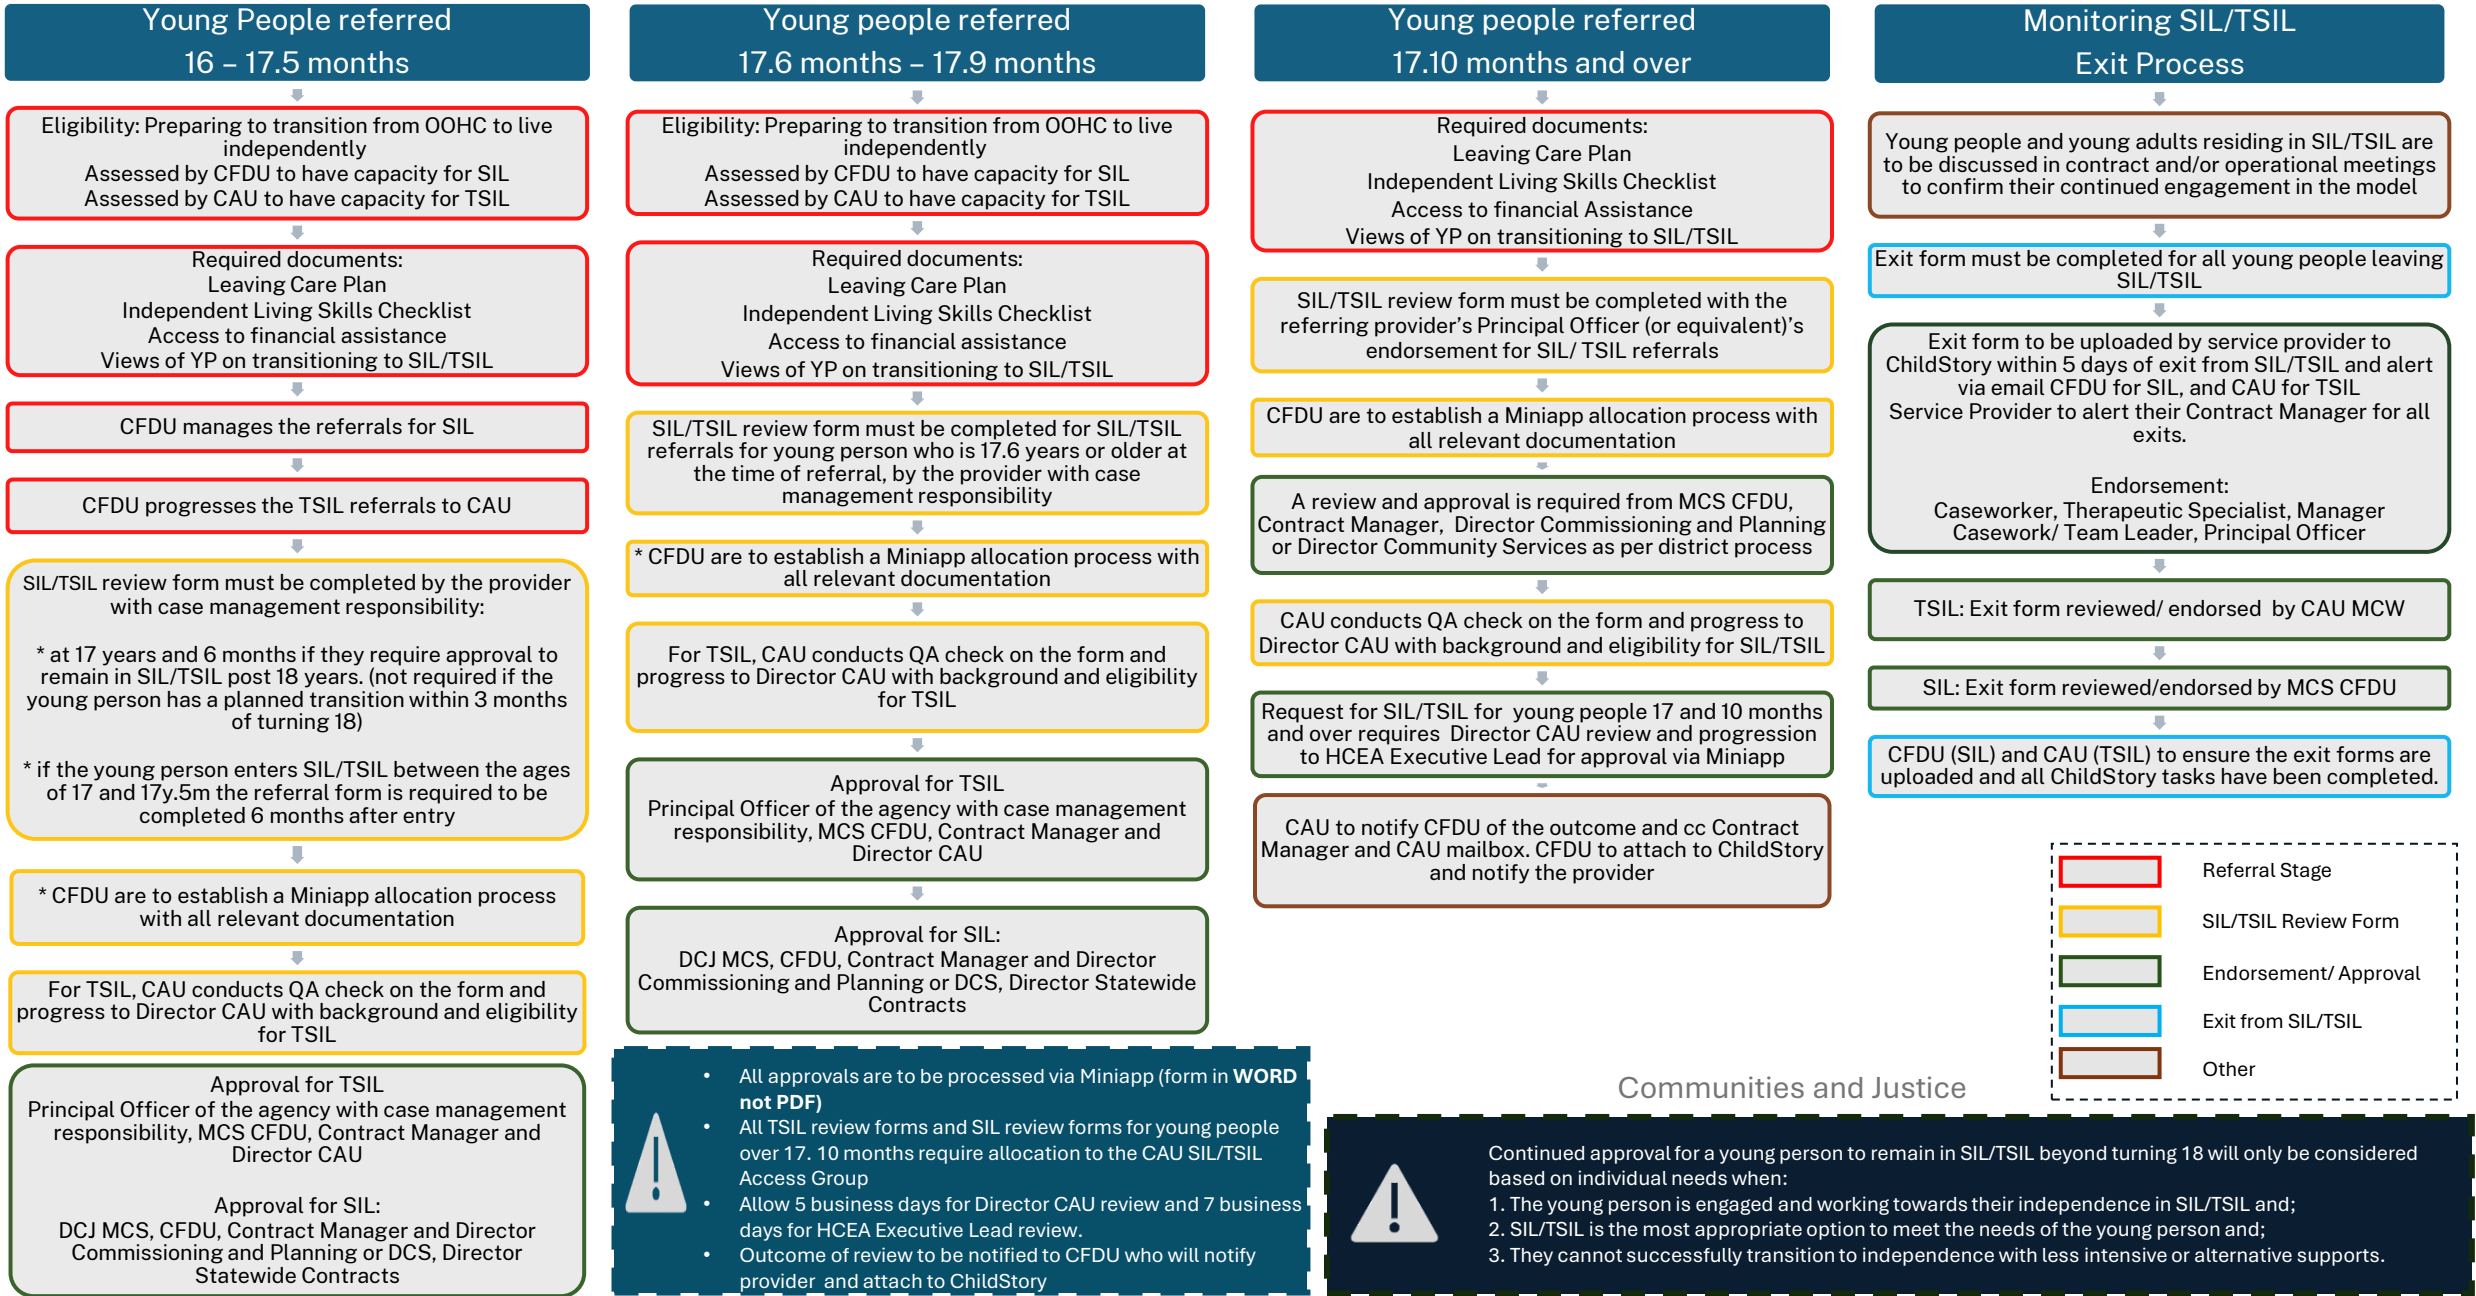 Young People referred
16 – 17.5 months
Eligibility: Preparing to transition from OOHC to live
independently
Assessed by CFDU to have capacity for SIL
Assessed by CAU to have capacity for TSIL
Required documents:
Leaving Care Plan
Independent Living Skills Checklist
Access to financial assistance
Views of YP on transitioning to SIL/TSIL
CFDU manages the referrals for SIL
CFDU progresses the TSIL referrals to CAU
SIL/TSIL review form must be completed by the provider
with case management responsibility:
* at 17 years and 6 months if they require approval to
remain in SIL/TSIL post 18 years. (not required if the
young person has a planned transition within 3 months
of turning 18)
* if the young person enters SIL/TSIL between the ages
of 17 and 17y.5m the referral form is required to be
completed 6 months after entry
* CFDU are to establish a Miniapp allocation process
with all relevant documentation
For TSIL, CAU conducts QA check on the form and
progress to Director CAU with background and eligibility
for TSIL
Approval for TSIL
Principal Officer of the agency with case management
responsibility, MCS CFDU, Contract Manager and
Director CAU
Approval for SIL:
DCJ MCS, CFDU, Contract Manager and Director
Commissioning and Planning or DCS, Director
Statewide Contracts
Young people referred
17.6 months – 17.9 months
Eligibility: Preparing to transition from OOHC to live
independently
Assessed by CFDU to have capacity for SIL
Assessed by CAU to have capacity for TSIL
Required documents:
Leaving Care Plan
Independent Living Skills Checklist
Access to financial assistance
Views of YP on transitioning to SIL/TSIL
SIL/TSIL review form must be completed for SIL/TSIL
referrals for young person who is 17.6 years or older at
the time of referral, by the provider with case
management responsibility
* CFDU are to establish a Miniapp allocation process with
all relevant documentation
For TSIL, CAU conducts QA check on the form and
progress to Director CAU with background and eligibility
for TSIL
Approval for TSIL
Principal Officer of the agency with case management
responsibility, MCS CFDU, Contract Manager and
Director CAU
Approval for SIL:
DCJ MCS, CFDU, Contract Manager and Director
Commissioning and Planning or DCS, Director Statewide
Contracts
Young people referred
17.10 months and over
Required documents:
Leaving Care Plan
Independent Living Skills Checklist
Access to financial Assistance
Views of YP on transitioning to SIL/TSIL
SIL/TSIL review form must be completed with the
referring provider’s Principal Officer (or equivalent)’s
endorsement for SIL/ TSIL referrals
CFDU are to establish a Miniapp allocation process with
all relevant documentation
A review and approval is required from MCS CFDU,
Contract Manager, Director Commissioning and Planning
or Director Community Services as per district process
CAU conducts QA check on the form and progress to
Director CAU with background and eligibility for SIL/TSIL
Request for SIL/TSIL for young people 17 and 10 months
and over requires Director CAU review and progression
to HCEA Executive Lead for approval via Miniapp
CAU to notify CFDU of the outcome and cc Contract
Manager and CAU mailbox. CFDU to attach to ChildStory
and notify the provider
Monitoring SIL/TSIL
Exit Process
Young people and young adults residing in SIL/TSIL are
to be discussed in contract and/or operational meetings
to confirm their continued engagement in the model
Exit form must be completed for all young people leaving
SIL/TSIL
Exit form to be uploaded by service provider to
ChildStory within 5 days of exit from SIL/TSIL and alert
via email CFDU for SIL, and CAU for TSIL
Service Provider to alert their Contract Manager for all
exits.
Endorsement:
Caseworker, Therapeutic Specialist, Manager
Casework/ Team Leader, Principal Officer
TSIL: Exit form reviewed/ endorsed by CAU MCW
SIL: Exit form reviewed/endorsed by MCS CFDU
CFDU (SIL) and CAU (TSIL) to ensure the exit forms are
uploaded and all ChildStory tasks have been completed.
Referral Stage
SIL/TSIL Review Form
Endorsement/ Approval
Exit from SIL/TSIL
Other
• All approvals are to be processed via Miniapp (form in WORD
not PDF)
• All TSIL review forms and SIL review forms for young people
over 17. 10 months require allocation to the CAU SIL/TSIL
Access Group
• Allow 5 business days for Director CAU review and 7 business
days for HCEA Executive Lead review.
• Outcome of review to be notified to CFDU who will notify
provider and attach to ChildStory
Communities and Justice
Continued approval for a young person to remain in SIL/TSIL beyond turning 18 will only be considered
based on individual needs when:
1. The young person is engaged and working towards their independence in SIL/TSIL and;
2. SIL/TSIL is the most appropriate option to meet the needs of the young person and;
3. They cannot successfully transition to independence with less intensive or alternative supports.